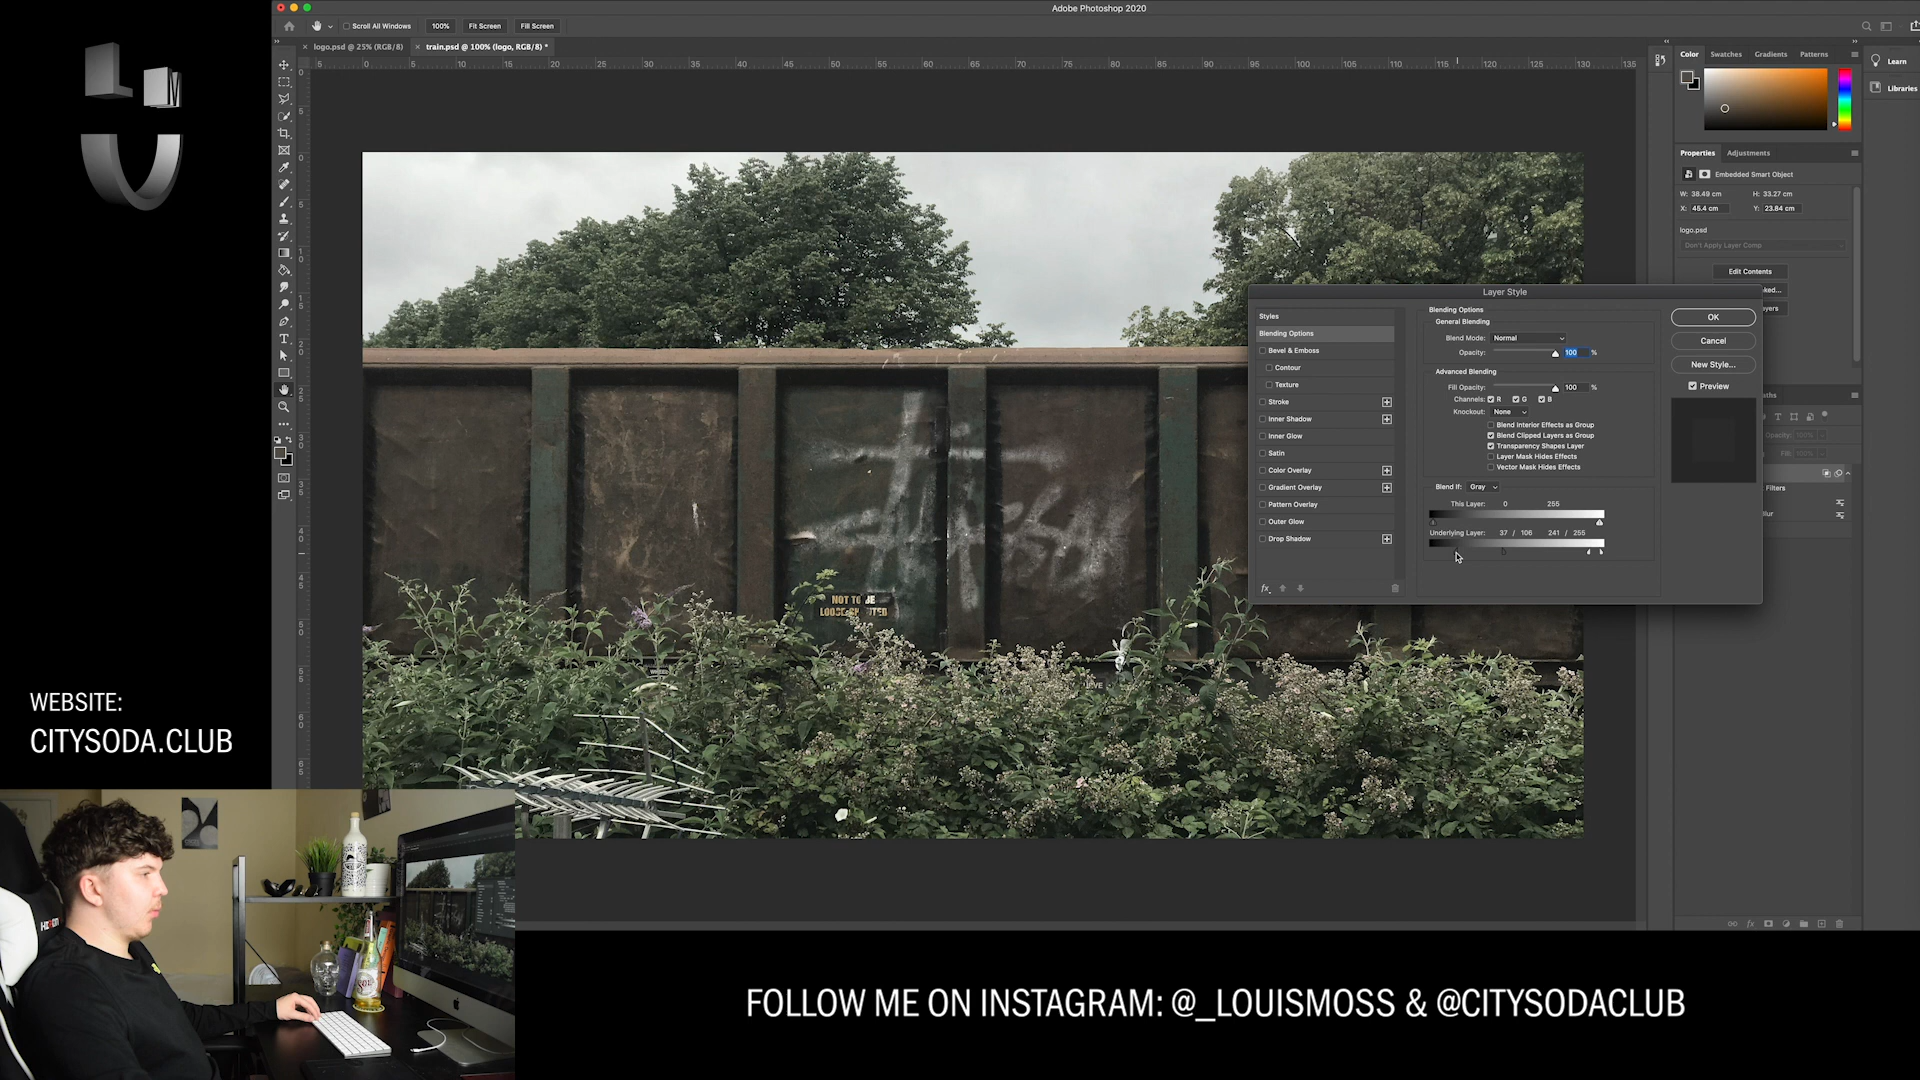 Adobe Photoshop 2020
Scroll All Windows
100%
Fit Screen
Fill Screen
logo.psd @ 25% (RGB/8)
train.psd @ 100% (logo, RGB/8) *
Color
Swatches
Gradients
Patterns
Learn
Libraries
Properties
Adjustments
Embedded Smart Object
W: 38.49 cm
H: 33.27 cm
X: 45.4 cm
Y: 23.84 cm
logo.psd
Don't Apply Layer Comp
Edit Contents
Layer Style
Styles
Blending Options
Bevel & Emboss
Contour
Texture
Stroke
Inner Shadow
Inner Glow
Satin
Color Overlay
Gradient Overlay
Pattern Overlay
Outer Glow
Drop Shadow
fx
Blending Options
General Blending
Blend Mode: Normal
Opacity: 100 %
Advanced Blending
Fill Opacity: 100 %
Channels: R G B
Knockout: None
Blend Interior Effects as Group
Blend Clipped Layers as Group
Transparency Shapes Layer
Layer Mask Hides Effects
Vector Mask Hides Effects
Blend If: Gray
This Layer: 0 255
Underlying Layer: 37 / 106 241 / 255
OK
Cancel
New Style...
Preview
Opacity: 100%
Fill: 100%
Filters
NOT TO BE
WEBSITE:
CITYSODA.CLUB
FOLLOW ME ON INSTAGRAM: @_LOUISMOSS & @CITYSODACLUB